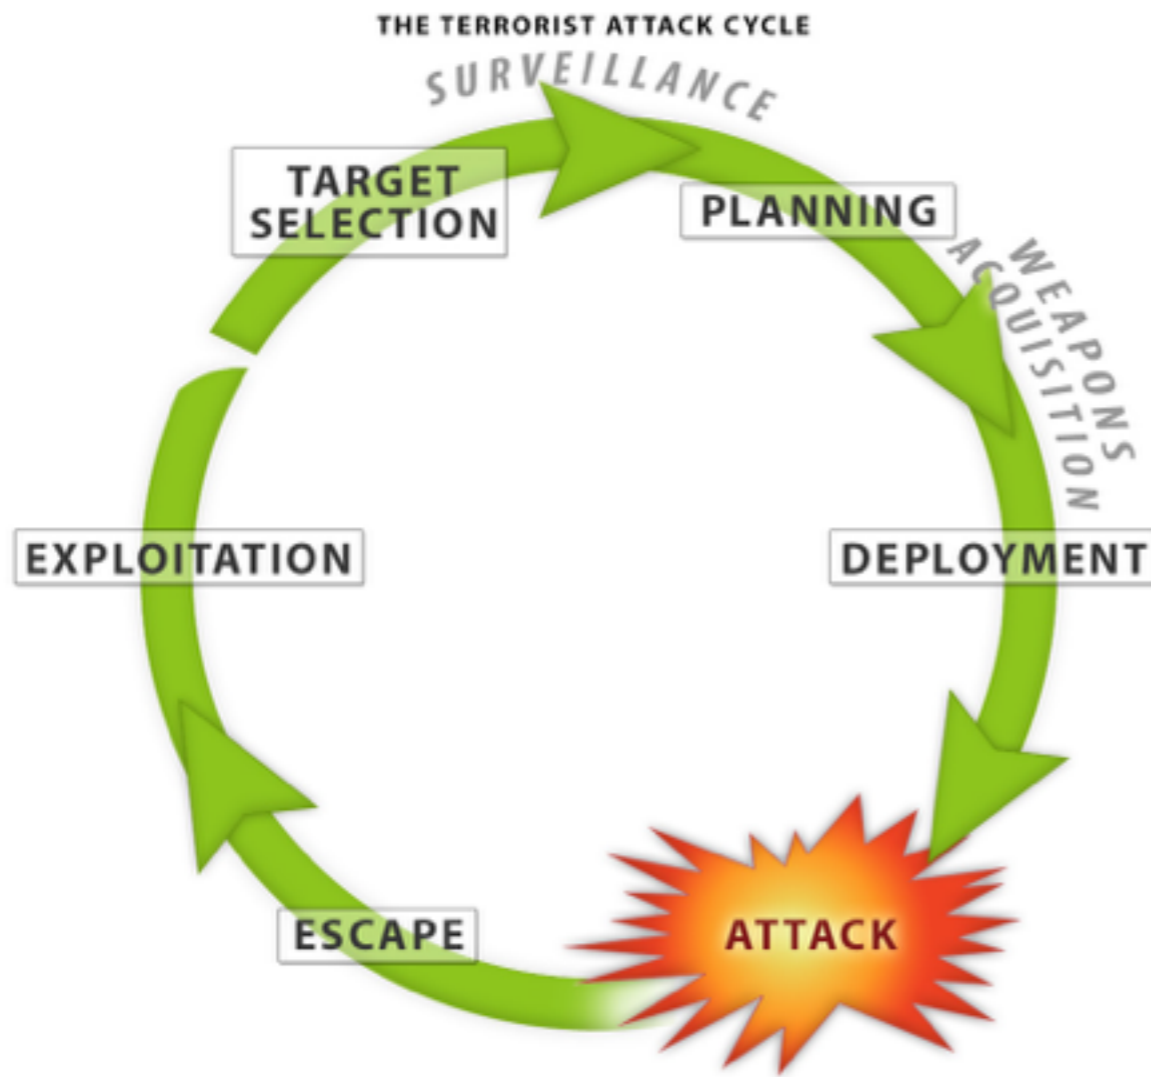 THE TERRORIST ATTACK CYCLE
SURVEILLANCE
TARGET
SELECTION
PLANNING
WEAPONS
ACQUISITION
DEPLOYMENT
ATTACK
ESCAPE
EXPLOITATION